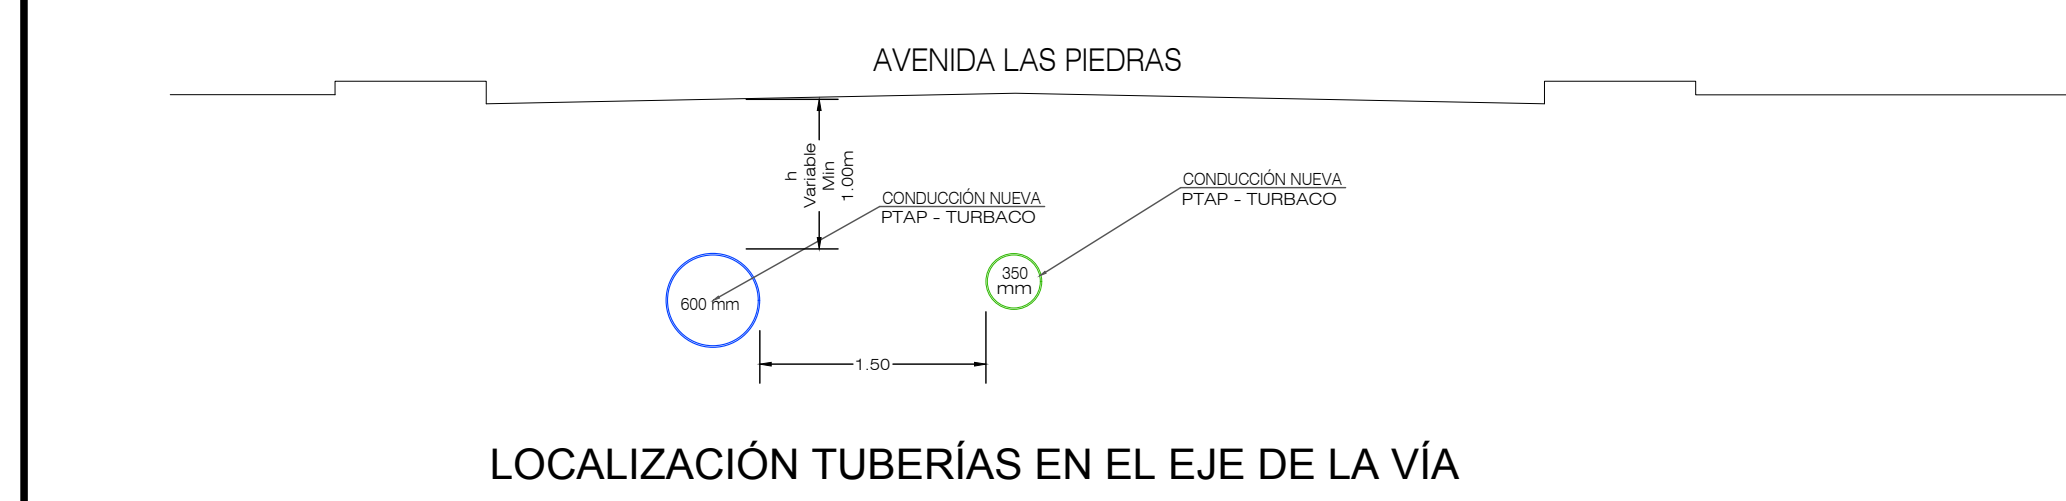 AVENIDA LAS PIEDRAS
h
Variable
Min
1.00m
CONDUCCIÓN NUEVA
PTAP - TURBACO
CONDUCCIÓN NUEVA
PTAP - TURBACO
600 mm
350
mm
1.50
LOCALIZACIÓN TUBERÍAS EN EL EJE DE LA VÍA